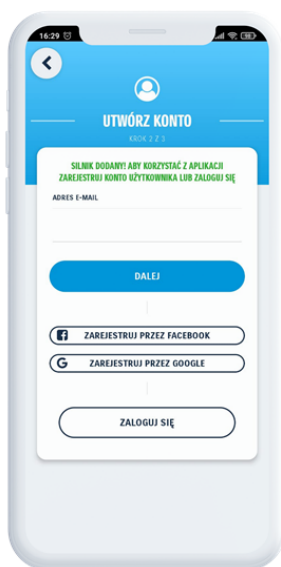 16:29
UTWÓRZ KONTO
KROK 2 Z 3
SILNIK DODANY! ABY KORZYSTAĆ Z APLIKACJI
ZAREJESTRUJ KONTO UŻYTKOWNIKA LUB ZALOGUJ SIĘ
ADRES E-MAIL
DALEJ
ZAREJESTRUJ PRZEZ FACEBOOK
ZAREJESTRUJ PRZEZ GOOGLE
ZALOGUJ SIĘ